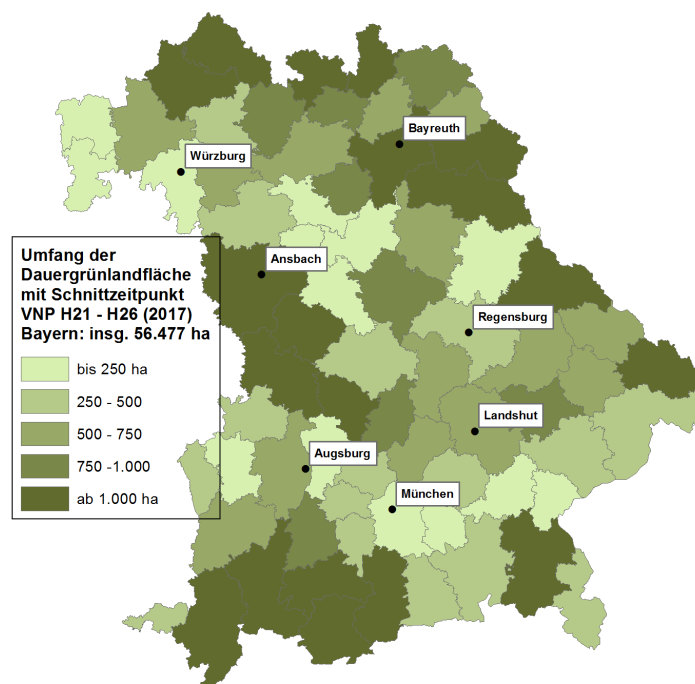 Bayreuth
Würzburg
Umfang der
Dauergrünlandfläche
mit Schnittzeitpunkt
VNP H21 - H26 (2017)
Bayern: insg. 56.477 ha
bis 250 ha
250 - 500
500 - 750
750 -1.000
ab 1.000 ha
Ansbach
Regensburg
Landshut
Augsburg
München